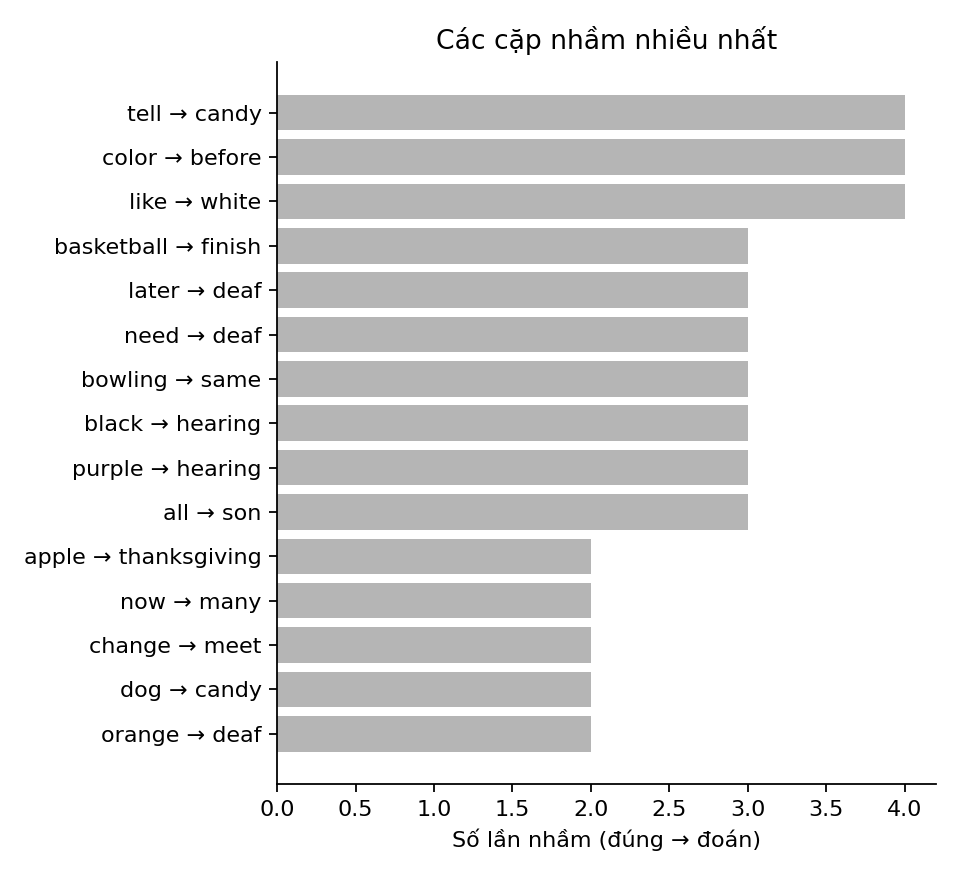 Các cặp nhầm nhiều nhất
tell → candy
color → before
like → white
basketball → finish
later → deaf
need → deaf
bowling → same
black → hearing
purple → hearing
all → son
apple → thanksgiving
now → many
change → meet
dog → candy
orange → deaf
0.0 0.5 1.0 1.5 2.0 2.5 3.0 3.5 4.0
Số lần nhầm (đúng → đoán)